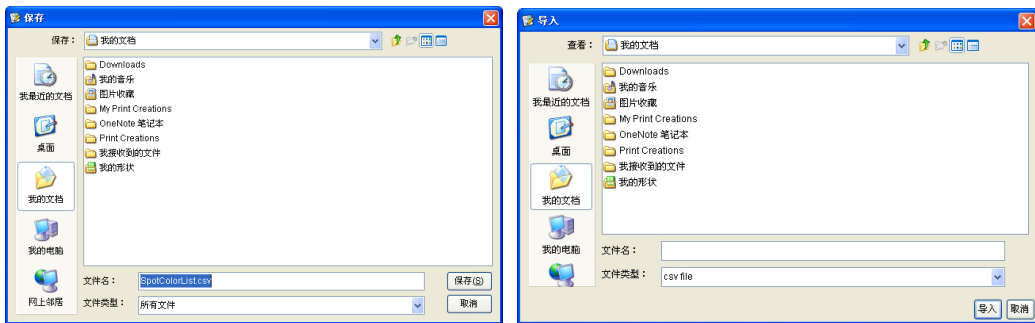 保存
保存：
我的文档
我最近的文档
桌面
我的文档
我的电脑
网上邻居
Downloads
我的音乐
图片收藏
My Print Creations
OneNote 笔记本
Print Creations
我接收到的文件
我的形状
文件名：
SpotColorList.csv
保存(S)
文件类型：
所有文件
取消
导入
查看：
我的文档
我最近的文档
桌面
我的文档
我的电脑
Downloads
我的音乐
图片收藏
My Print Creations
OneNote 笔记本
Print Creations
我接收到的文件
我的形状
文件名：
文件类型：
csv file
导入
取消